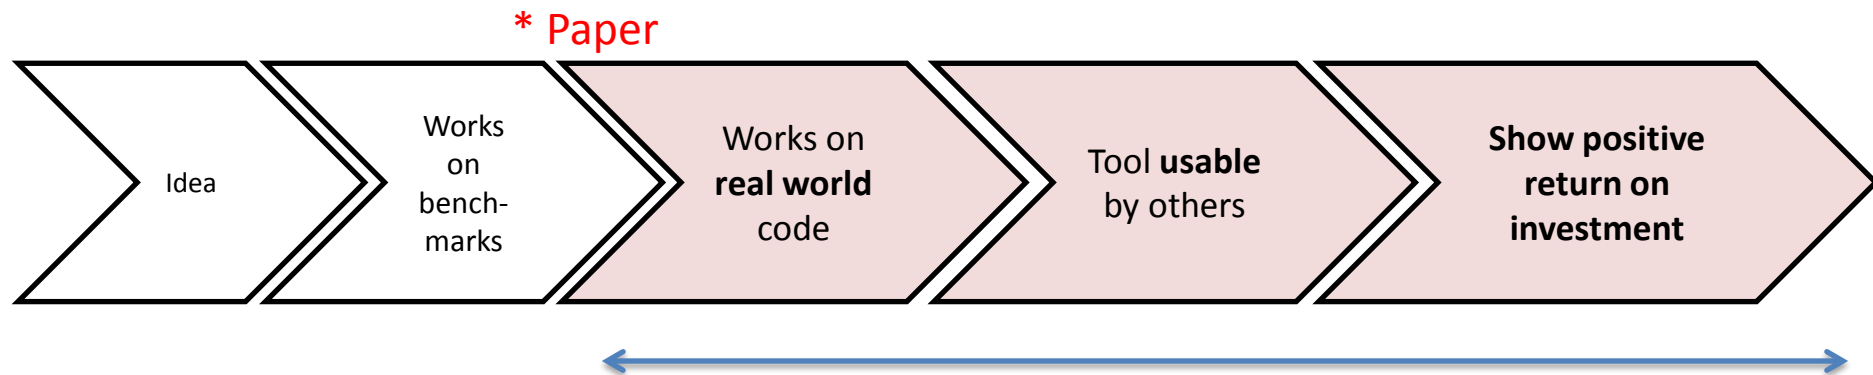 * Paper
Idea
Works
on
bench-
marks
Works on
real world
code
Tool usable
by others
Show positive
return on
investment